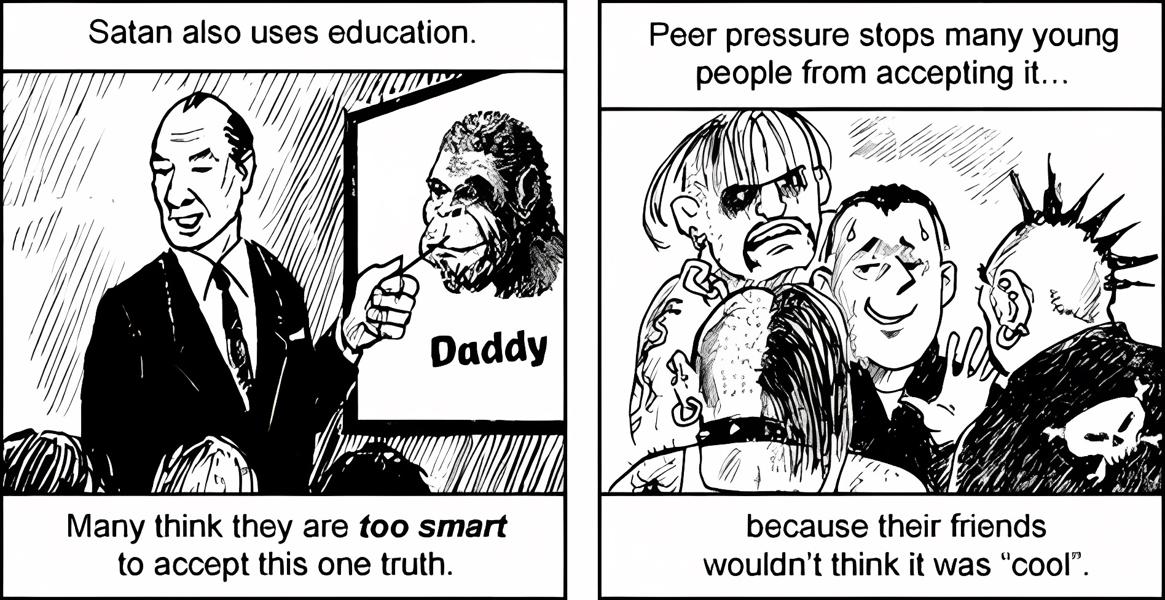 Satan also uses education.
Daddy
Many think they are too smart
to accept this one truth.
Peer pressure stops many young
people from accepting it...
because their friends
wouldn't think it was "cool".